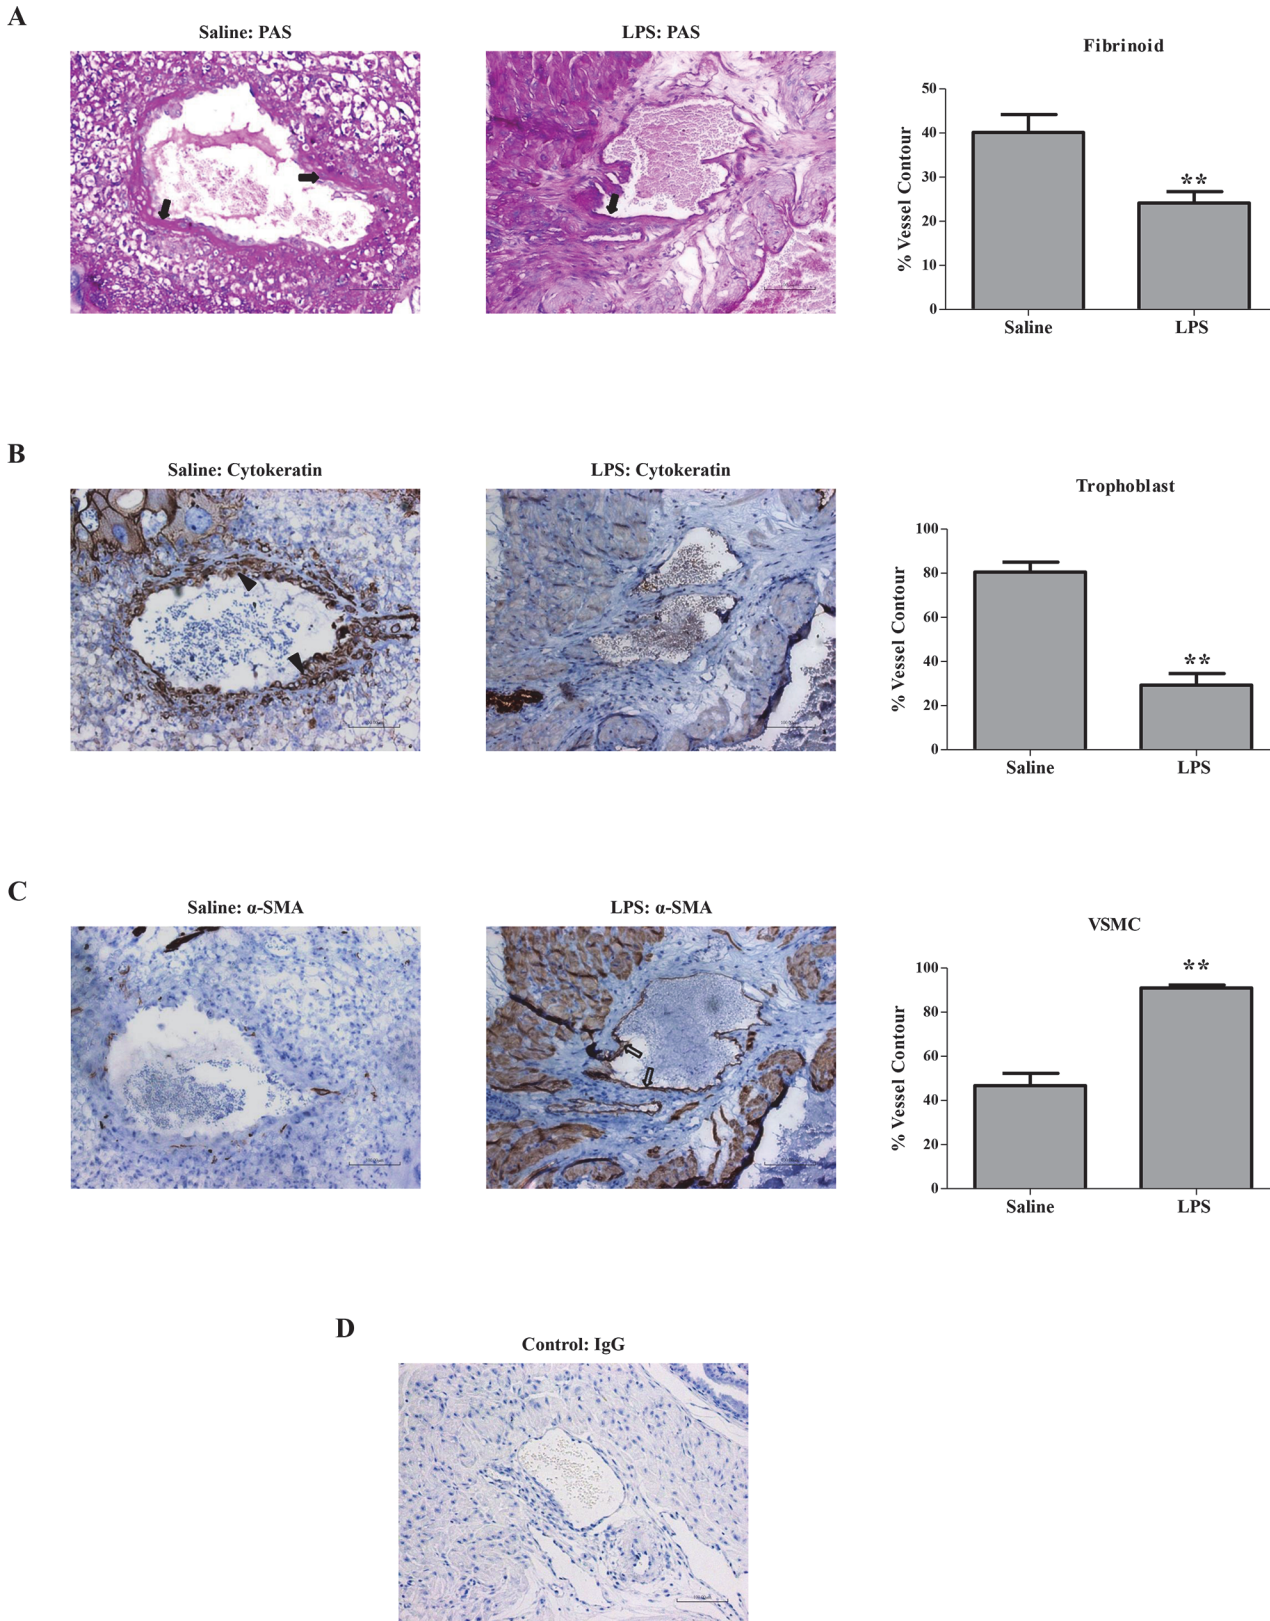 A
Saline: PAS
LPS: PAS
Fibrinoid
% Vessel Contour
50
40
30
20
10
0
**
Saline
LPS
B
Saline: Cytokeratin
LPS: Cytokeratin
Trophoblast
% Vessel Contour
100
80
60
40
20
0
**
Saline
LPS
C
Saline: α-SMA
LPS: α-SMA
VSMC
% Vessel Contour
100
80
60
40
20
0
**
Saline
LPS
D
Control: IgG